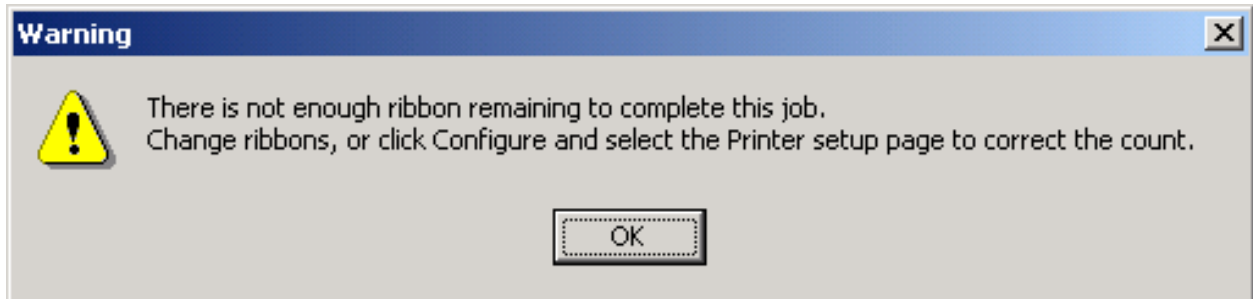 Warning
There is not enough ribbon remaining to complete this job.
Change ribbons, or click Configure and select the Printer setup page to correct the count.
OK